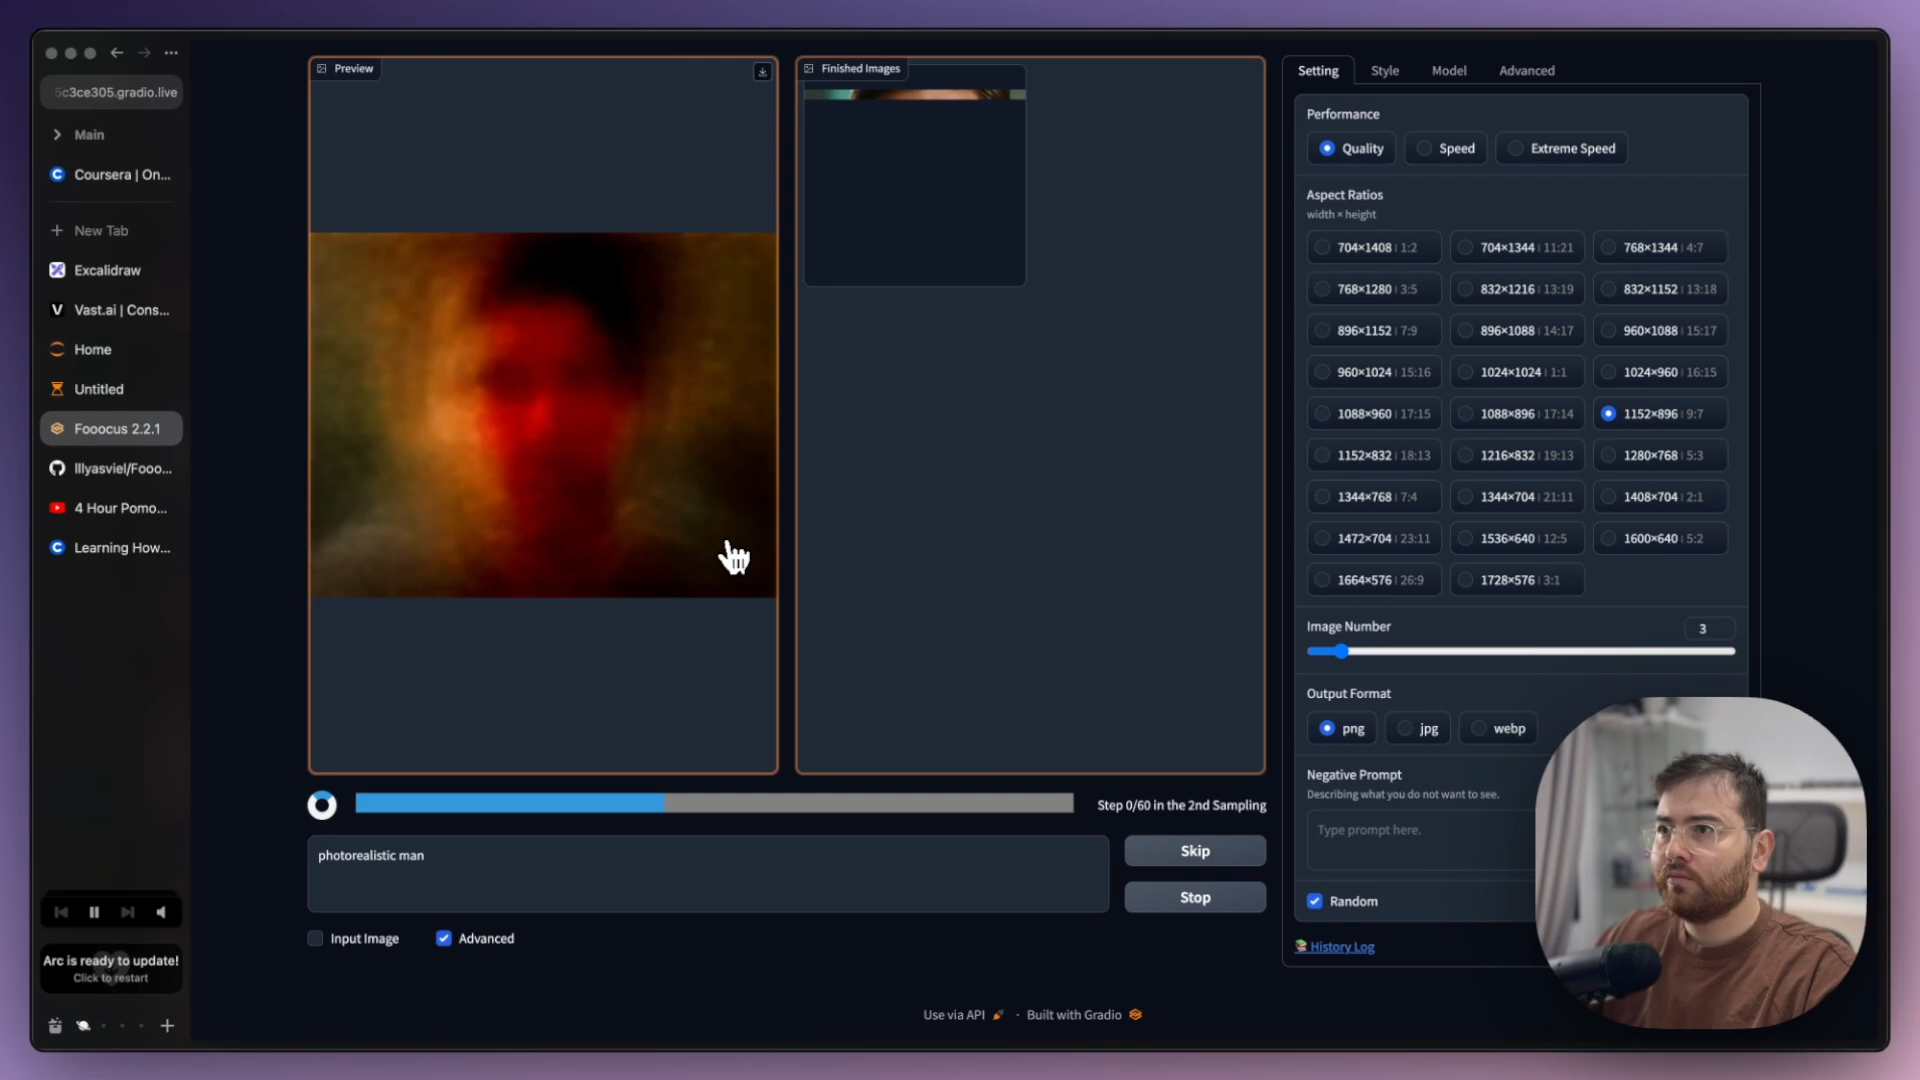 5c3ce305.gradio.live
Main
Coursera | On...
New Tab
Excalidraw
Vast.ai | Cons...
Home
Untitled
Fooocus 2.2.1
lllyasviel/Fooo...
4 Hour Pomo...
Learning How...
Arc is ready to update!
Click to restart
Preview
Finished Images
Step 0/60 in the 2nd Sampling
photorealistic man
Skip
Stop
Input Image
Advanced
Setting Style Model Advanced
Performance
Quality Speed Extreme Speed
Aspect Ratios
width × height
704×1408 | 1:2 704×1344 | 11:21 768×1344 | 4:7
768×1280 | 3:5 832×1216 | 13:19 832×1152 | 13:18
896×1152 | 7:9 896×1088 | 14:17 960×1088 | 15:17
960×1024 | 15:16 1024×1024 | 1:1 1024×960 | 16:15
1088×960 | 17:15 1088×896 | 17:14 1152×896 | 9:7
1152×832 | 18:13 1216×832 | 19:13 1280×768 | 5:3
1344×768 | 7:4 1344×704 | 21:11 1408×704 | 2:1
1472×704 | 23:11 1536×640 | 12:5 1600×640 | 5:2
1664×576 | 26:9 1728×576 | 3:1
Image Number 3
Output Format
png jpg webp
Negative Prompt
Describing what you do not want to see.
Type prompt here.
Random
History Log
Use via API · Built with Gradio